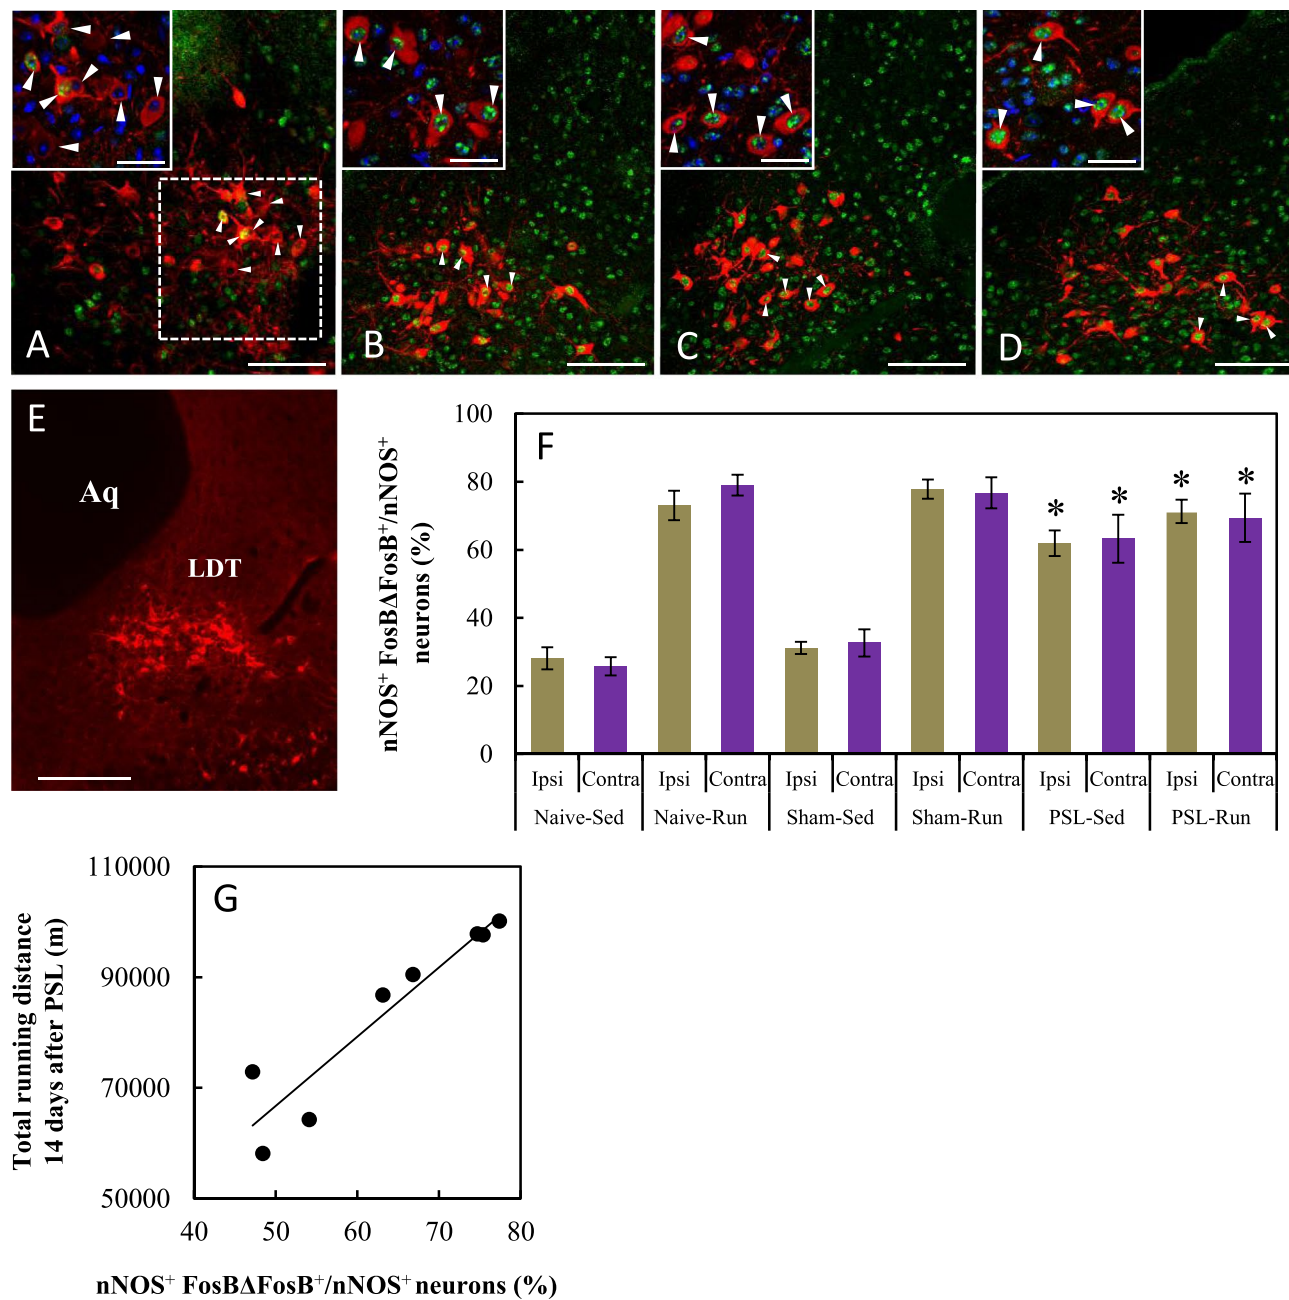 A
B
C
D
E
Aq
LDT
F
nNOS⁺ FosBΔFosB⁺/nNOS⁺
neurons (%)
100
80
60
40
20
0
* * * *
Ipsi Contra Ipsi Contra Ipsi Contra Ipsi Contra Ipsi Contra Ipsi Contra
Naive-Sed Naive-Run Sham-Sed Sham-Run PSL-Sed PSL-Run
G
Total running distance
14 days after PSL (m)
110000
90000
70000
50000
40 50 60 70 80
nNOS⁺ FosBΔFosB⁺/nNOS⁺ neurons (%)